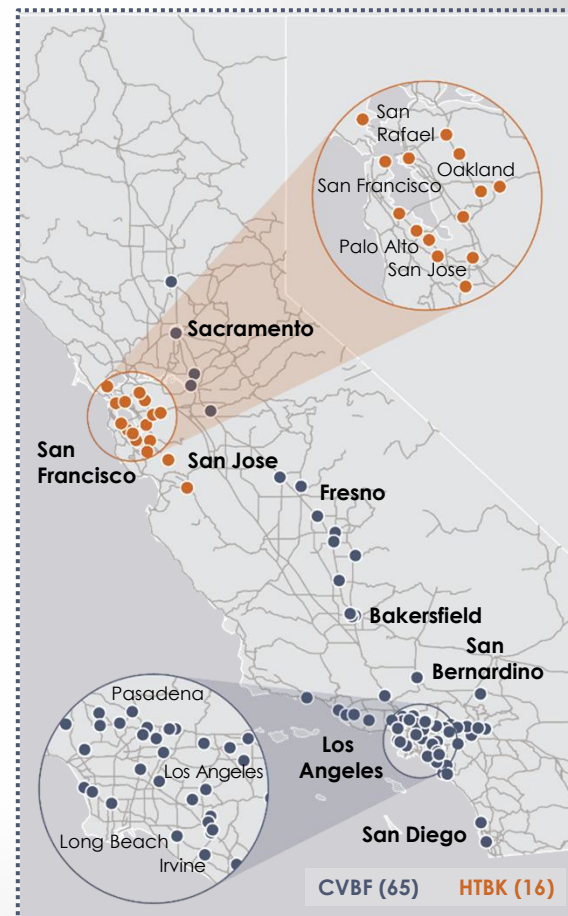 San
Rafael
Oakland
San Francisco
Palo Alto
San Jose
Sacramento
San
Francisco
San Jose
Fresno
Bakersfield
San
Bernardino
Pasadena
Los Angeles
Long Beach
Irvine
Los
Angeles
San Diego
CVBF (65) HTBK (16)